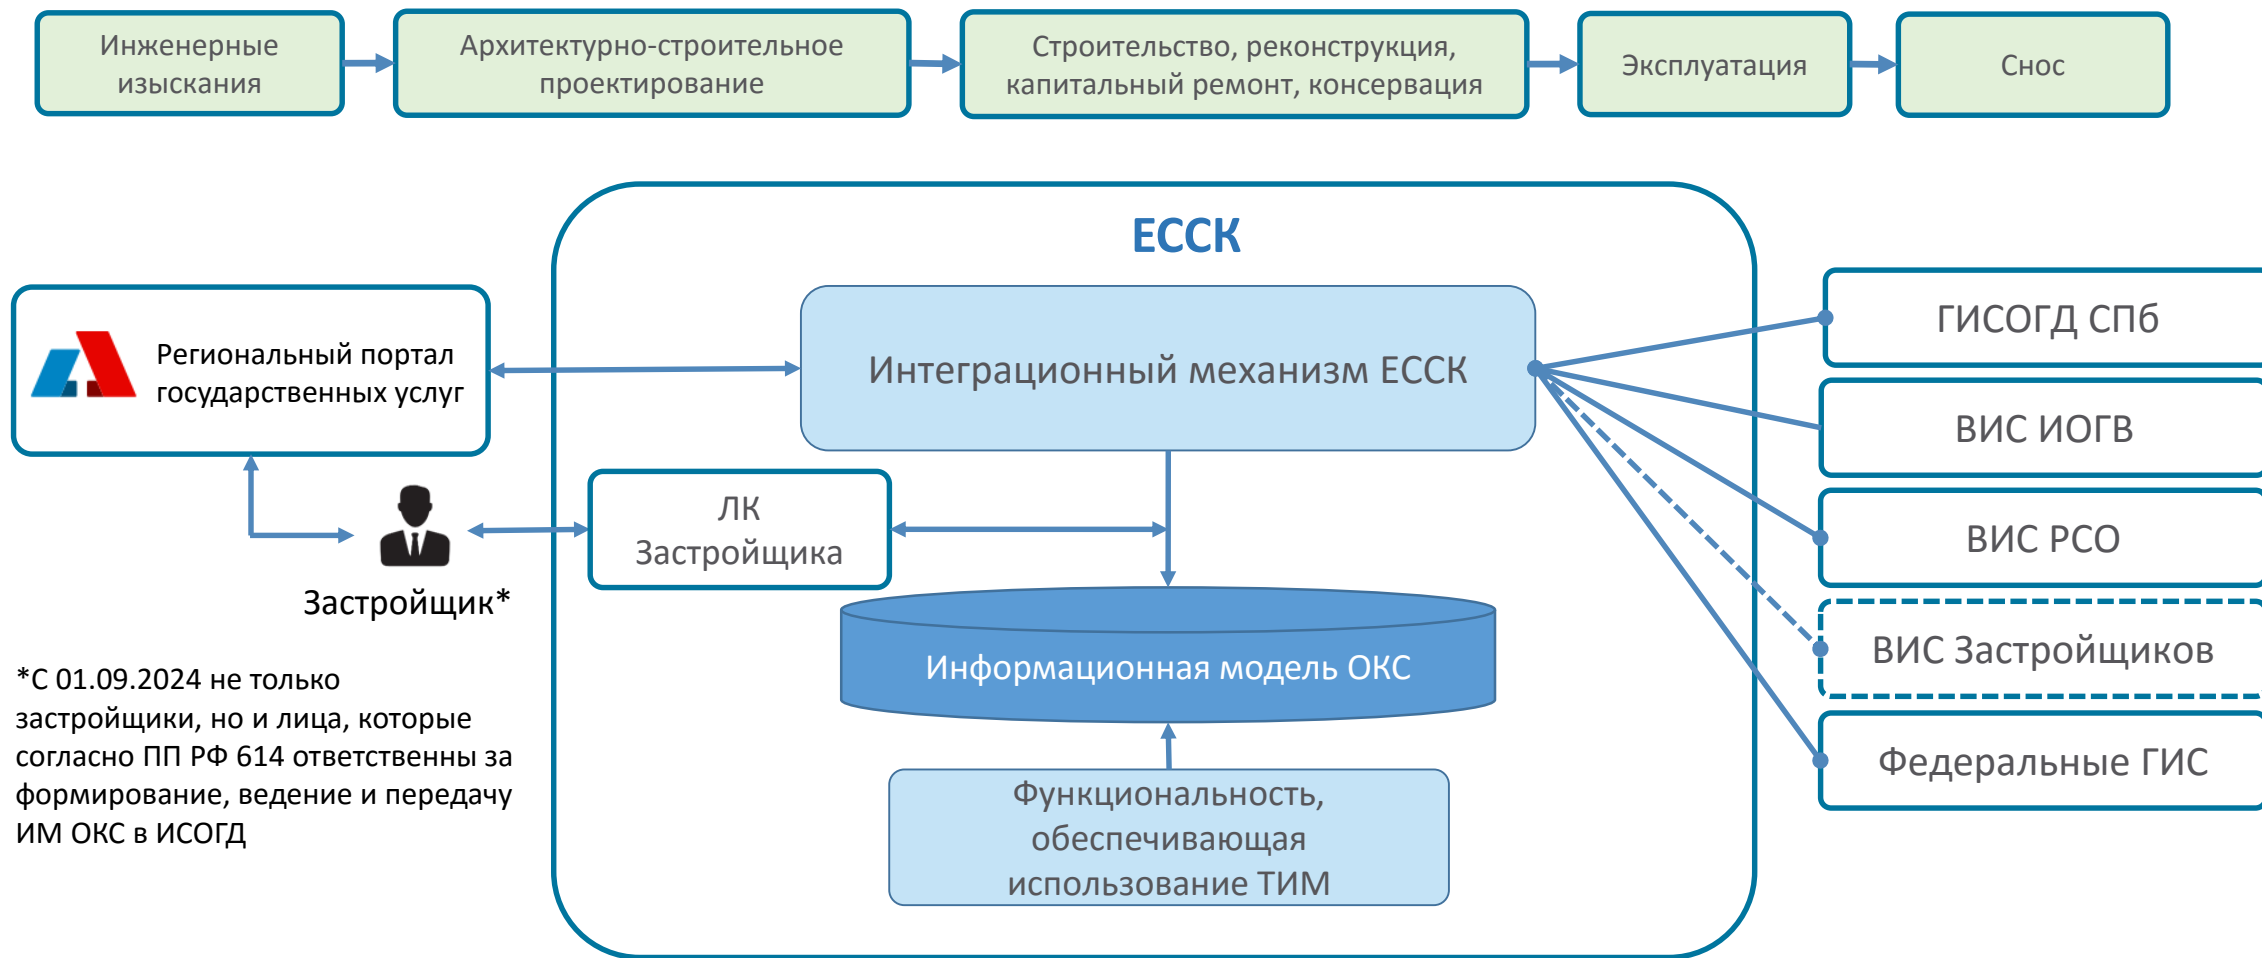 Инженерные
изыскания
Архитектурно-строительное
проектирование
Строительство, реконструкция,
капитальный ремонт, консервация
Эксплуатация
Снос
ЕССК
Региональный портал
государственных услуг
Интеграционный механизм ЕССК
ГИСОГД СПб
ВИС ИОГВ
ВИС РСО
ВИС Застройщиков
Федеральные ГИС
ЛК
Застройщика
Застройщик*
Информационная модель ОКС
Функциональность,
обеспечивающая
использование ТИМ
*С 01.09.2024 не только
застройщики, но и лица, которые
согласно ПП РФ 614 ответственны за
формирование, ведение и передачу
ИМ ОКС в ИСОГД